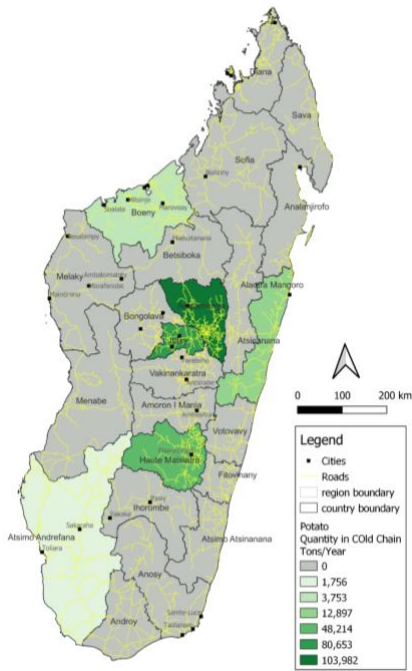 Diana
Sava
Sofia
Analanjirofo
Boeny
Betsiboka
Melaky
Alaotra Mangoro
Bongolava
Atsinanana
Vakinankaratra
Menabe
Amoron I Mania
Vatovavy
Haute Matsiatra
Fitovinany
Ihorombe
Atsimo Andrefana
Sakaraha
Toliara
Atsimo Atsinanana
Anosy
Androy
0 100 200 km
Legend
Cities
Roads
region boundary
country boundary
Potato
Quantity in COld Chain
Tons/Year
0
1,756
3,753
12,897
48,214
80,653
103,982